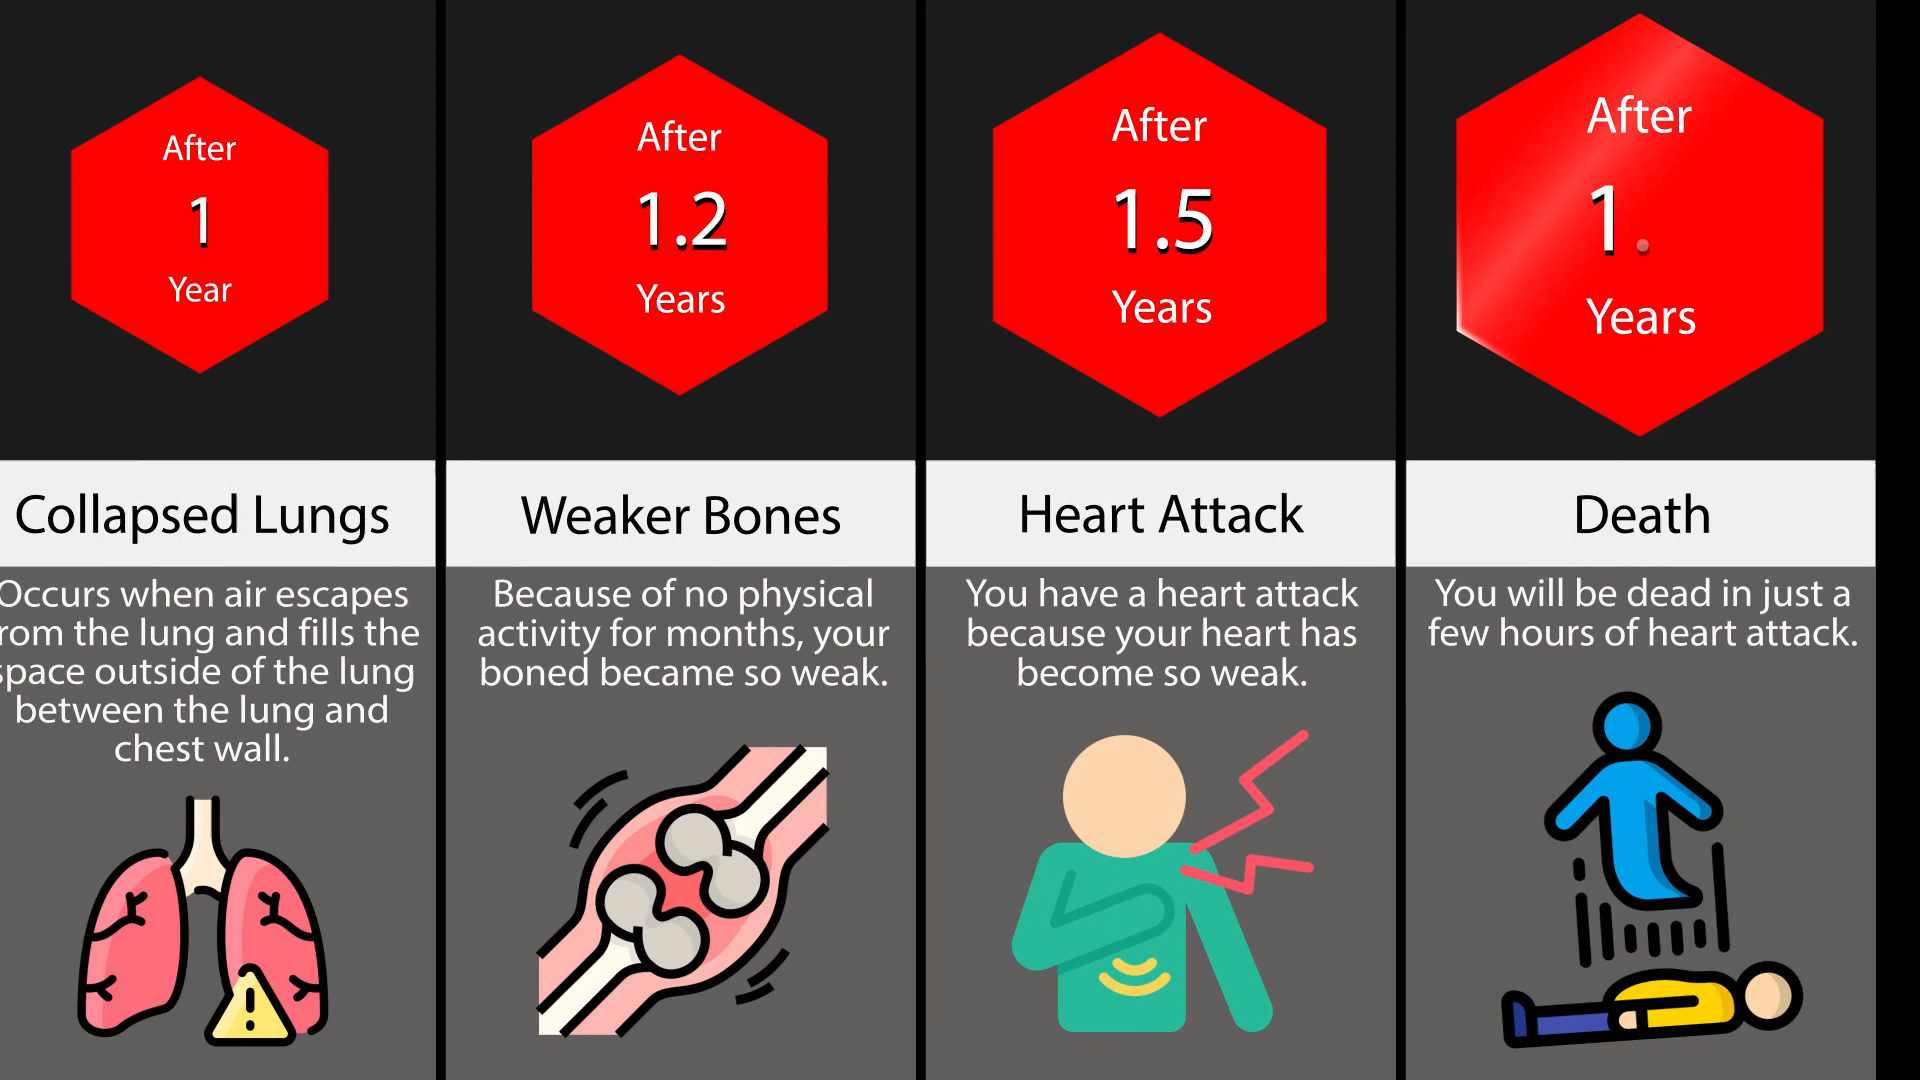 After
1
Year
Collapsed Lungs
Occurs when air escapes
rom the lung and fills the
space outside of the lung
between the lung and
chest wall.
After
1.2
Years
Weaker Bones
Because of no physical
activity for months, your
boned became so weak.
After
1.5
Years
Heart Attack
You have a heart attack
because your heart has
become so weak.
After
1.
Years
Death
You will be dead in just a
few hours of heart attack.